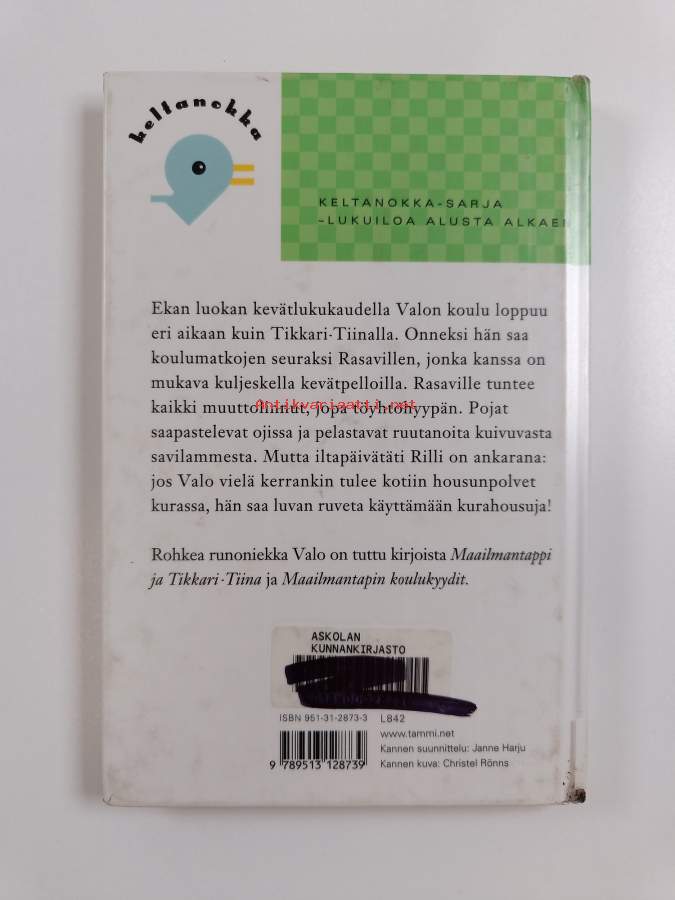 keltanokka
KELTANOKKA-SARJA
–LUKUILOA ALUSTA ALKAEN
Ekan luokan kevätlukukaudella Valon koulu loppuu
eri aikaan kuin Tikkari-Tiinalla. Onneksi hän saa
koulumatkojen seuraksi Rasavillen, jonka kanssa on
mukava kuljeskella kevätpelloilla. Rasaville tuntee
kaikki muuttolinnut, jopa töyhtöhyypän. Pojat
Antikvariaatti.net
saapastelevat ojissa ja pelastavat ruutanoita kuivuvasta
savilammesta. Mutta iltapäivätäti Rilli on ankarana:
jos Valo vielä kerrankin tulee kotiin housunpolvet
kurassa, hän saa luvan ruveta käyttämään kurahousuja!
Rohkea runoniekka Valo on tuttu kirjoista Maailmantappi
ja Tikkari-Tiina ja Maailmantapin koulukyydit.
ASKOLAN
KUNNANKIRJASTO
ISBN 951-31-2873-3 L842
www.tammi.net
Kannen suunnittelu: Janne Harju
Kannen kuva: Christel Rönns
9 789513 128739